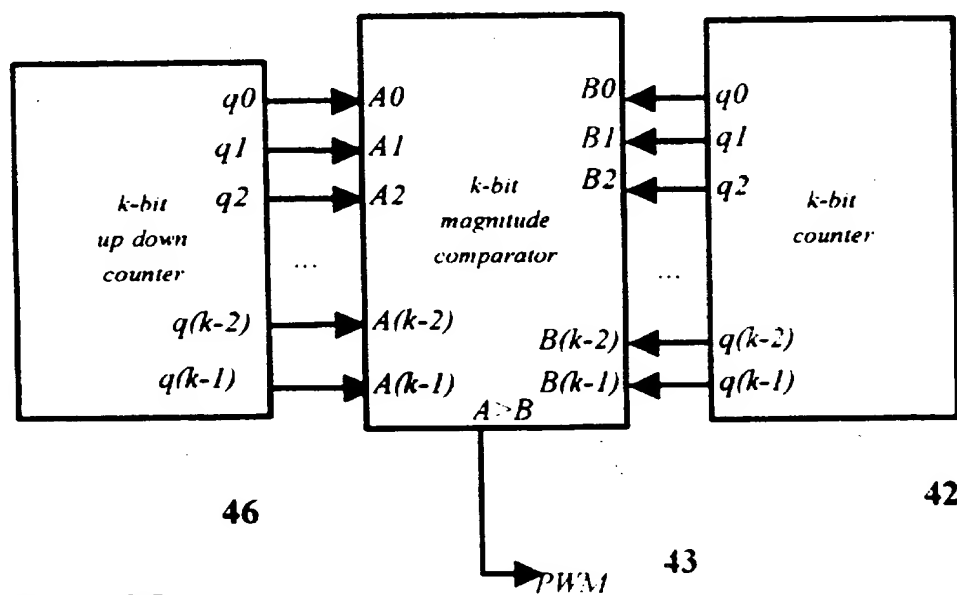 q0
q1
q2
k-bit
up down
counter
...
q(k-2)
q(k-1)
A0
A1
A2
A(k-2)
A(k-1)
k-bit
magnitude
comparator
A>B
B0
B1
B2
B(k-2)
B(k-1)
...
q0
q1
q2
k-bit
counter
q(k-2)
q(k-1)
46
42
43
PWM